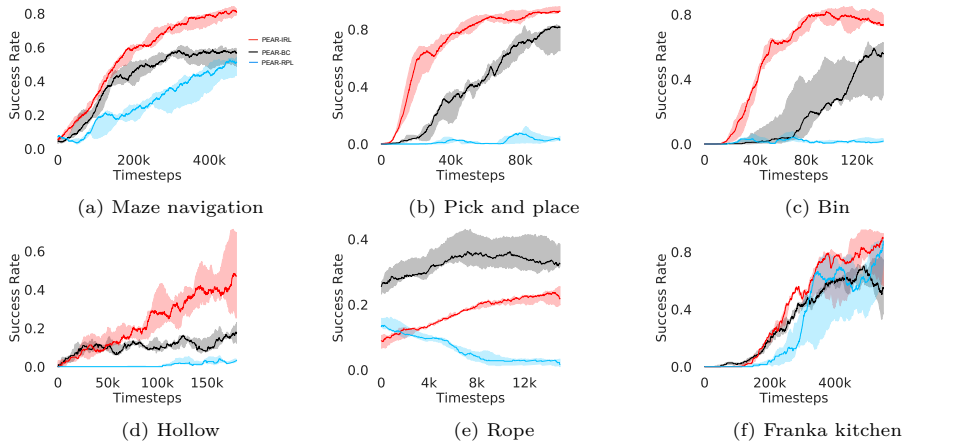 Success Rate
0.8
0.6
0.4
0.2
0.0
0 200k 400k
Timesteps
PEAR-IRL
PEAR-BC
PEAR-RPL
(a) Maze navigation
Success Rate
0.8
0.4
0.0
40k 80k
Timesteps
(b) Pick and place
Success Rate
0.8
0.4
0.0
0 40k 80k 120k
Timesteps
(c) Bin
Success Rate
0.6
0.4
0.2
0.0
0 50k 100k 150k
Timesteps
(d) Hollow
Success Rate
0.4
0.2
0.0
0 4k 8k 12k
Timesteps
(e) Rope
Success Rate
0.8
0.4
0.0
0 200k 400k
Timesteps
(f) Franka kitchen